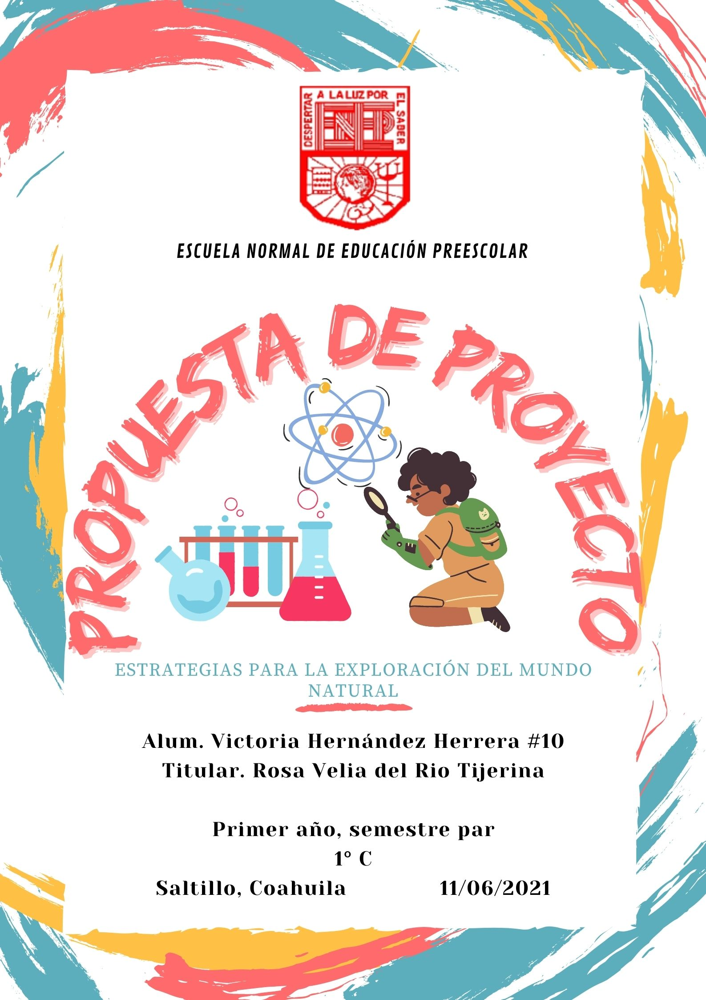 DESPERTAR A LA LUZ POR EL SABER
ENEP
ESCUELA NORMAL DE EDUCACIÓN PREESCOLAR
PROPUESTA DE PROYECTO
ESTRATEGIAS PARA LA EXPLORACIÓN DEL MUNDO
NATURAL
Alum. Victoria Hernández Herrera #10
Titular. Rosa Velia del Rio Tijerina
Primer año, semestre par
1° C
Saltillo, Coahuila 11/06/2021